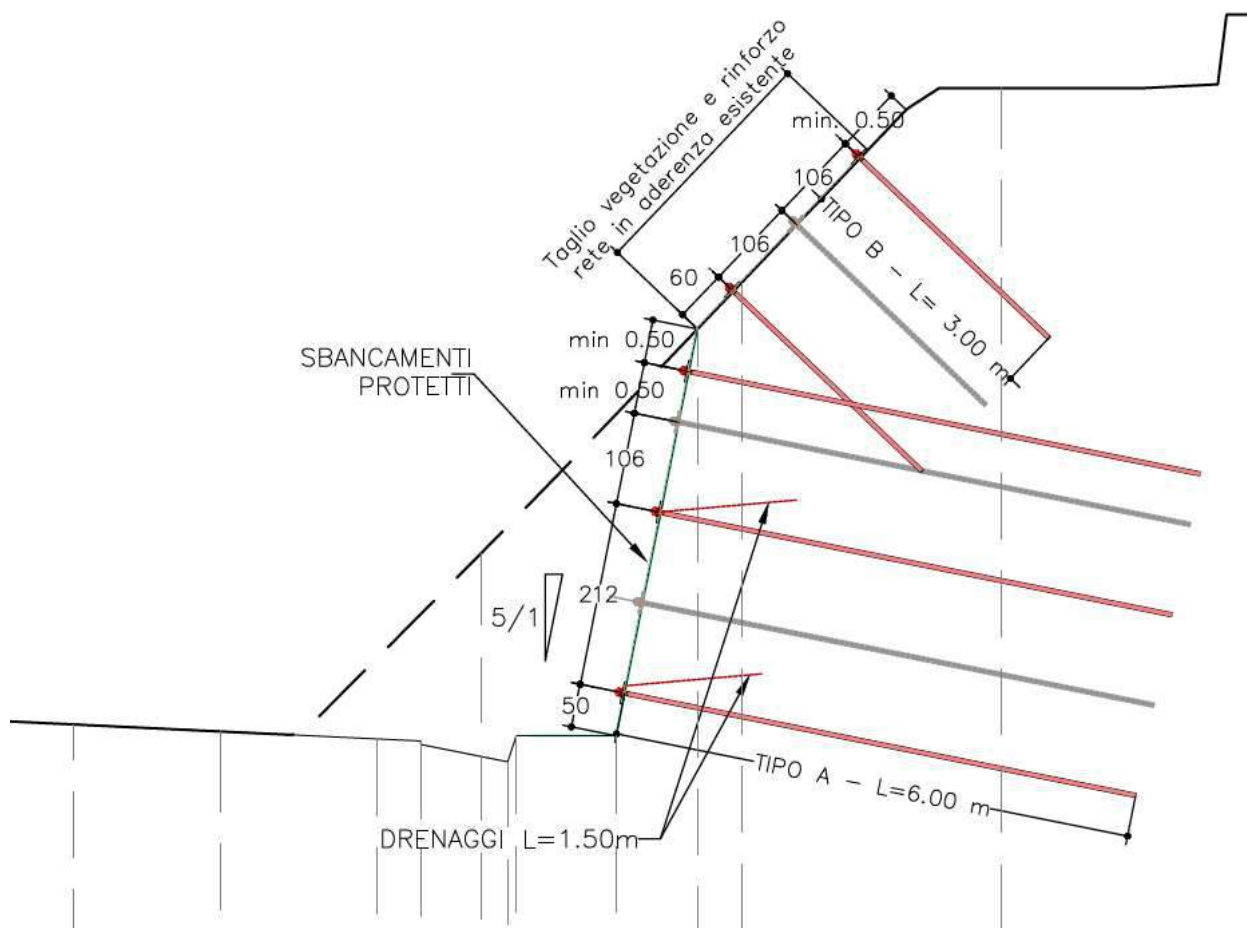 Taglio vegetazione e rinforzo
rete in aderenza esistente
min. 0.50
106
106
60
TIPO B – L= 3.00 m
min 0.50
min 0.50
SBANCAMENTI
PROTETTI
106
212
5/1
50
TIPO A – L=6.00 m
DRENAGGI L=1.50m